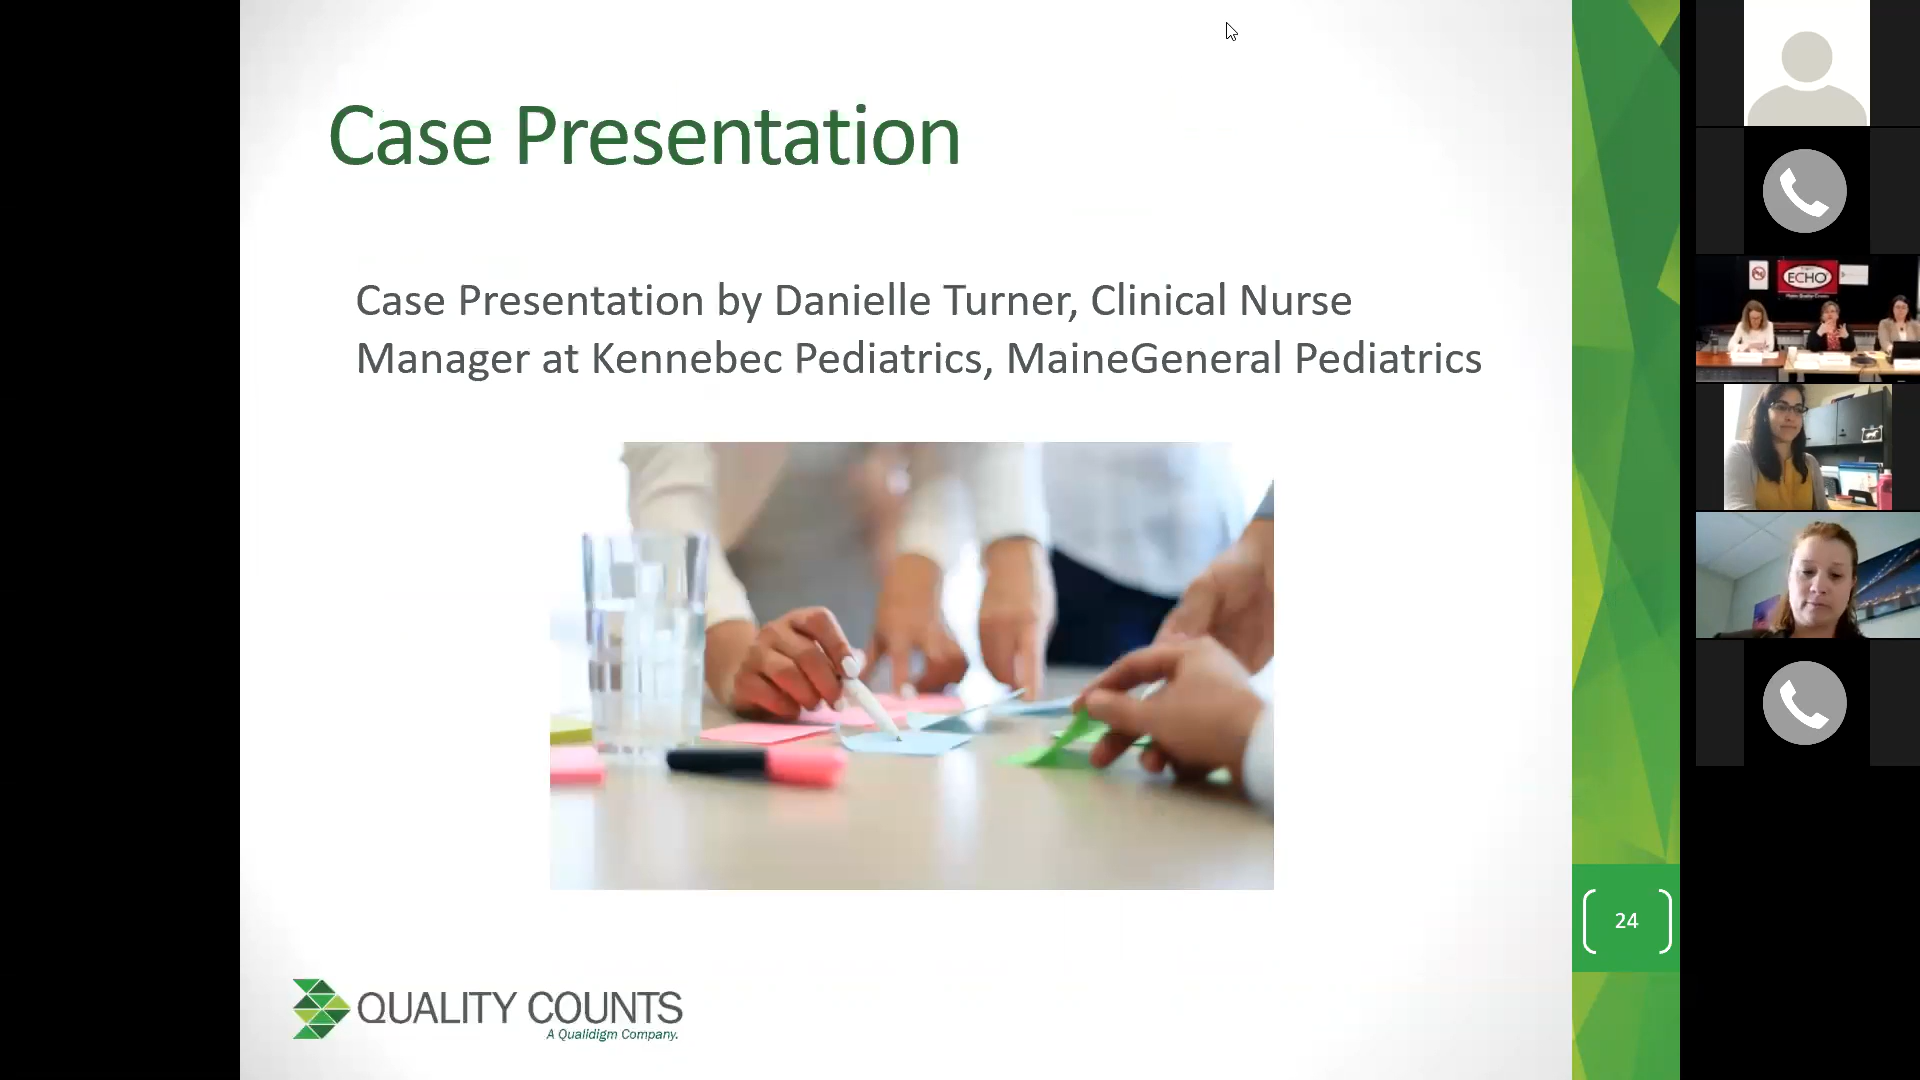 Case Presentation
Case Presentation by Danielle Turner, Clinical Nurse
Manager at Kennebec Pediatrics, MaineGeneral Pediatrics
24
QUALITY COUNTS
A Qualidigm Company.
ECHO